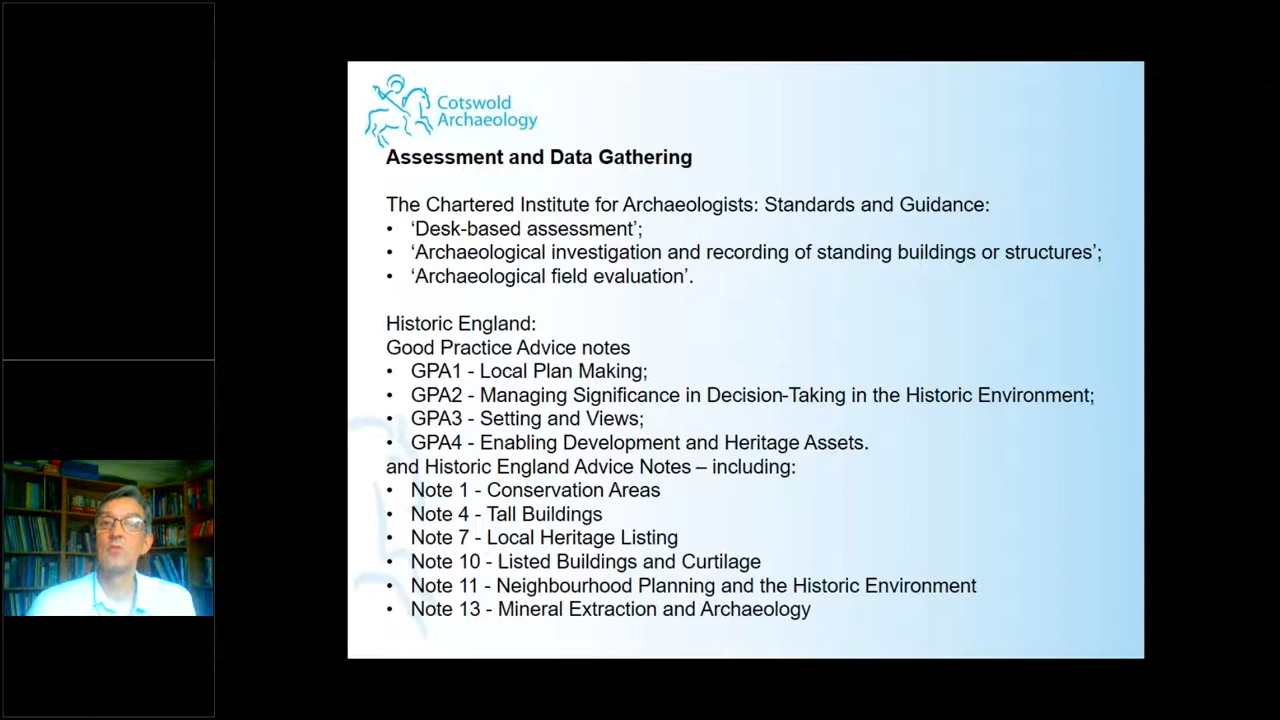 Cotswold
Archaeology
Assessment and Data Gathering
The Chartered Institute for Archaeologists: Standards and Guidance:
• ‘Desk-based assessment’;
• ‘Archaeological investigation and recording of standing buildings or structures’;
• ‘Archaeological field evaluation’.
Historic England:
Good Practice Advice notes
• GPA1 - Local Plan Making;
• GPA2 - Managing Significance in Decision-Taking in the Historic Environment;
• GPA3 - Setting and Views;
• GPA4 - Enabling Development and Heritage Assets.
and Historic England Advice Notes – including:
• Note 1 - Conservation Areas
• Note 4 - Tall Buildings
• Note 7 - Local Heritage Listing
• Note 10 - Listed Buildings and Curtilage
• Note 11 - Neighbourhood Planning and the Historic Environment
• Note 13 - Mineral Extraction and Archaeology